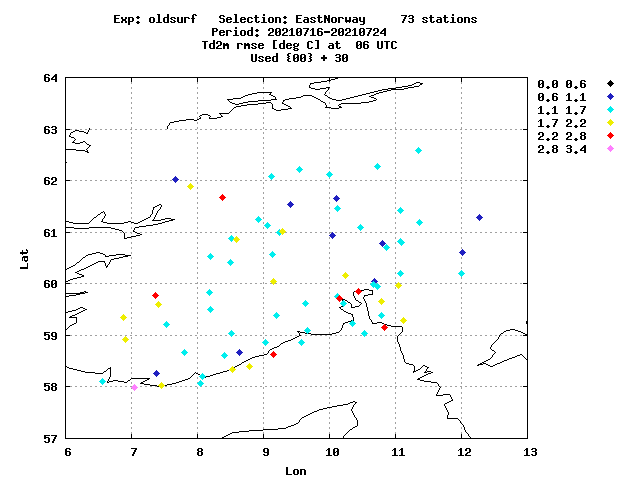 Exp: oldsurf Selection: EastNorway 73 stations
Period: 20210716-20210724
Td2m rmse [deg C] at 06 UTC
Used {00} + 30
0.0 0.6
0.6 1.1
1.1 1.7
1.7 2.2
2.2 2.8
2.8 3.4
64
63
62
61
60
59
58
57
Lat
6 7 8 9 10 11 12 13
Lon